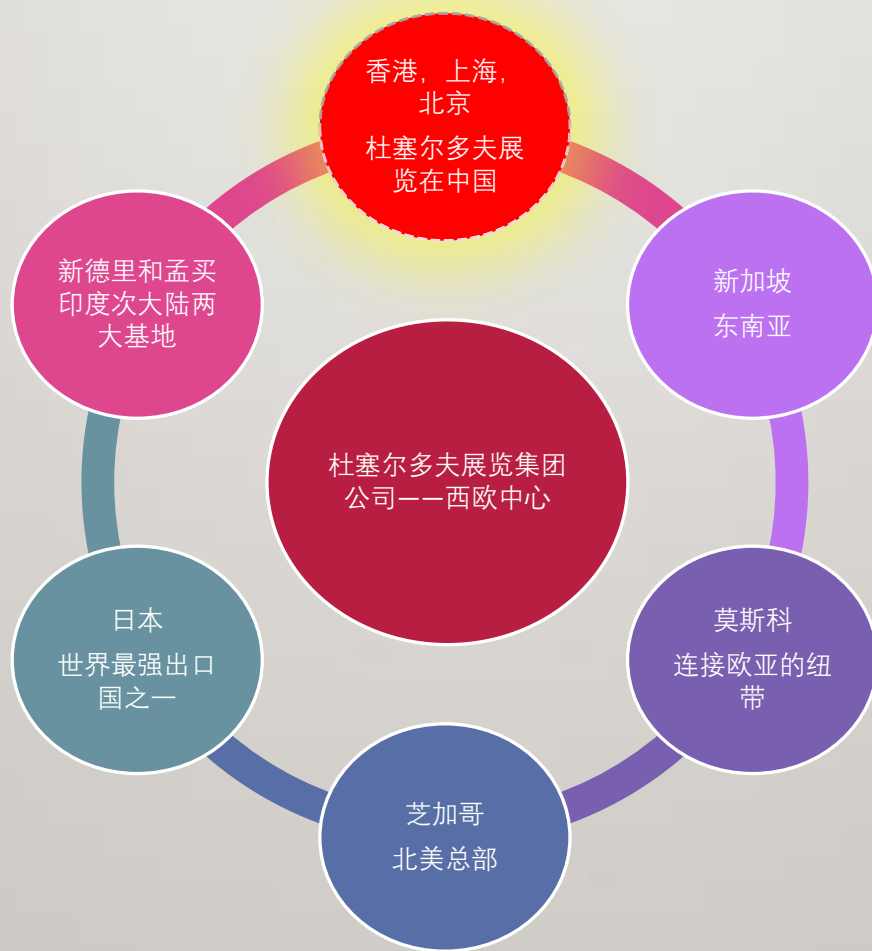 香港，上海，
北京
杜塞尔多夫展
览在中国
新德里和孟买
印度次大陆两
大基地
新加坡
东南亚
杜塞尔多夫展览集团
公司——西欧中心
日本
世界最强出口
国之一
莫斯科
连接欧亚的纽
带
芝加哥
北美总部